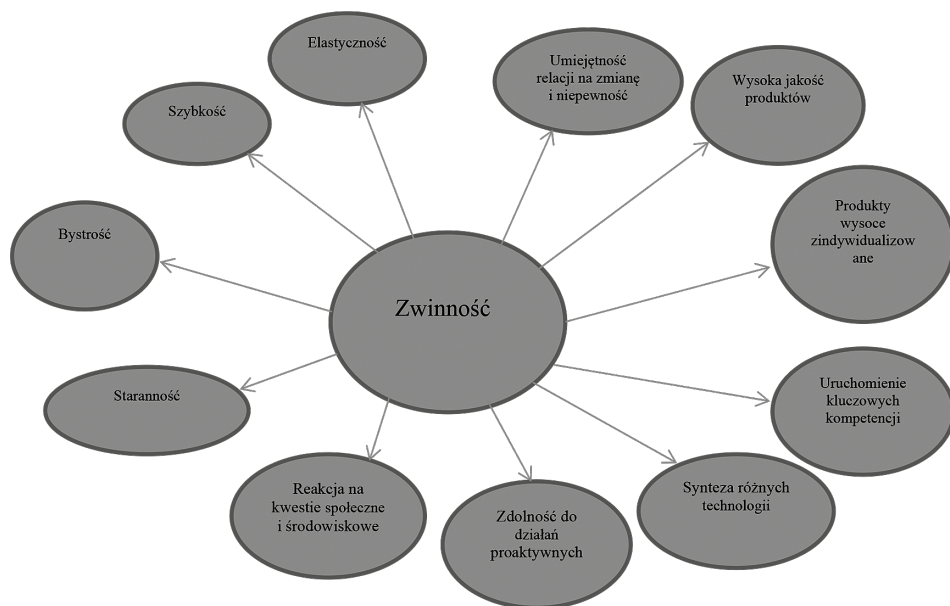 Elastyczność
Umiejętność
relacji na zmianę
i niepewność
Wysoka jakość
produktów
Szybkość
Produkty
wysoce
zindywidualizow
ane
Bystrość
Zwinność
Uruchomienie
kluczowych
kompetencji
Staranność
Synteza różnych
technologii
Reakcja na
kwestie społeczne
i środowiskowe
Zdolność do
działań
proaktywnych